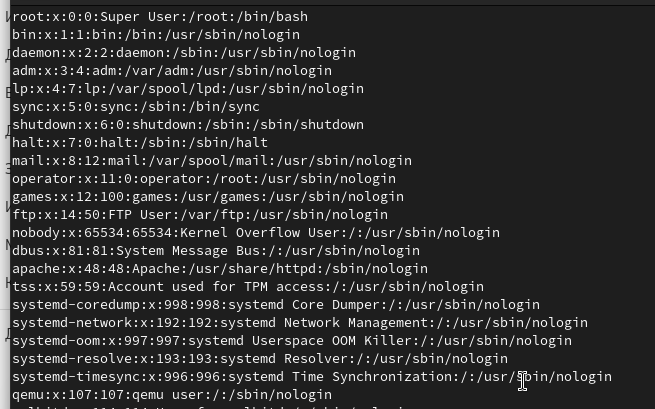 root:x:0:0:Super User:/root:/bin/bash
bin:x:1:1:bin:/bin:/usr/sbin/nologin
daemon:x:2:2:daemon:/sbin:/usr/sbin/nologin
adm:x:3:4:adm:/var/adm:/usr/sbin/nologin
lp:x:4:7:lp:/var/spool/lpd:/usr/sbin/nologin
sync:x:5:0:sync:/sbin:/bin/sync
shutdown:x:6:0:shutdown:/sbin:/sbin/shutdown
halt:x:7:0:halt:/sbin:/sbin/halt
mail:x:8:12:mail:/var/spool/mail:/usr/sbin/nologin
operator:x:11:0:operator:/root:/usr/sbin/nologin
games:x:12:100:games:/usr/games:/usr/sbin/nologin
ftp:x:14:50:FTP User:/var/ftp:/usr/sbin/nologin
nobody:x:65534:65534:Kernel Overflow User:/:/usr/sbin/nologin
dbus:x:81:81:System Message Bus:/:/usr/sbin/nologin
apache:x:48:48:Apache:/usr/share/httpd:/sbin/nologin
tss:x:59:59:Account used for TPM access:/:/usr/sbin/nologin
systemd-coredump:x:998:998:systemd Core Dumper:/:/usr/sbin/nologin
systemd-network:x:192:192:systemd Network Management:/:/usr/sbin/nologin
systemd-oom:x:997:997:systemd Userspace OOM Killer:/:/usr/sbin/nologin
systemd-resolve:x:193:193:systemd Resolver:/:/usr/sbin/nologin
systemd-timesync:x:996:996:systemd Time Synchronization:/:/usr/sbin/nologin
qemu:x:107:107:qemu user:/:/sbin/nologin